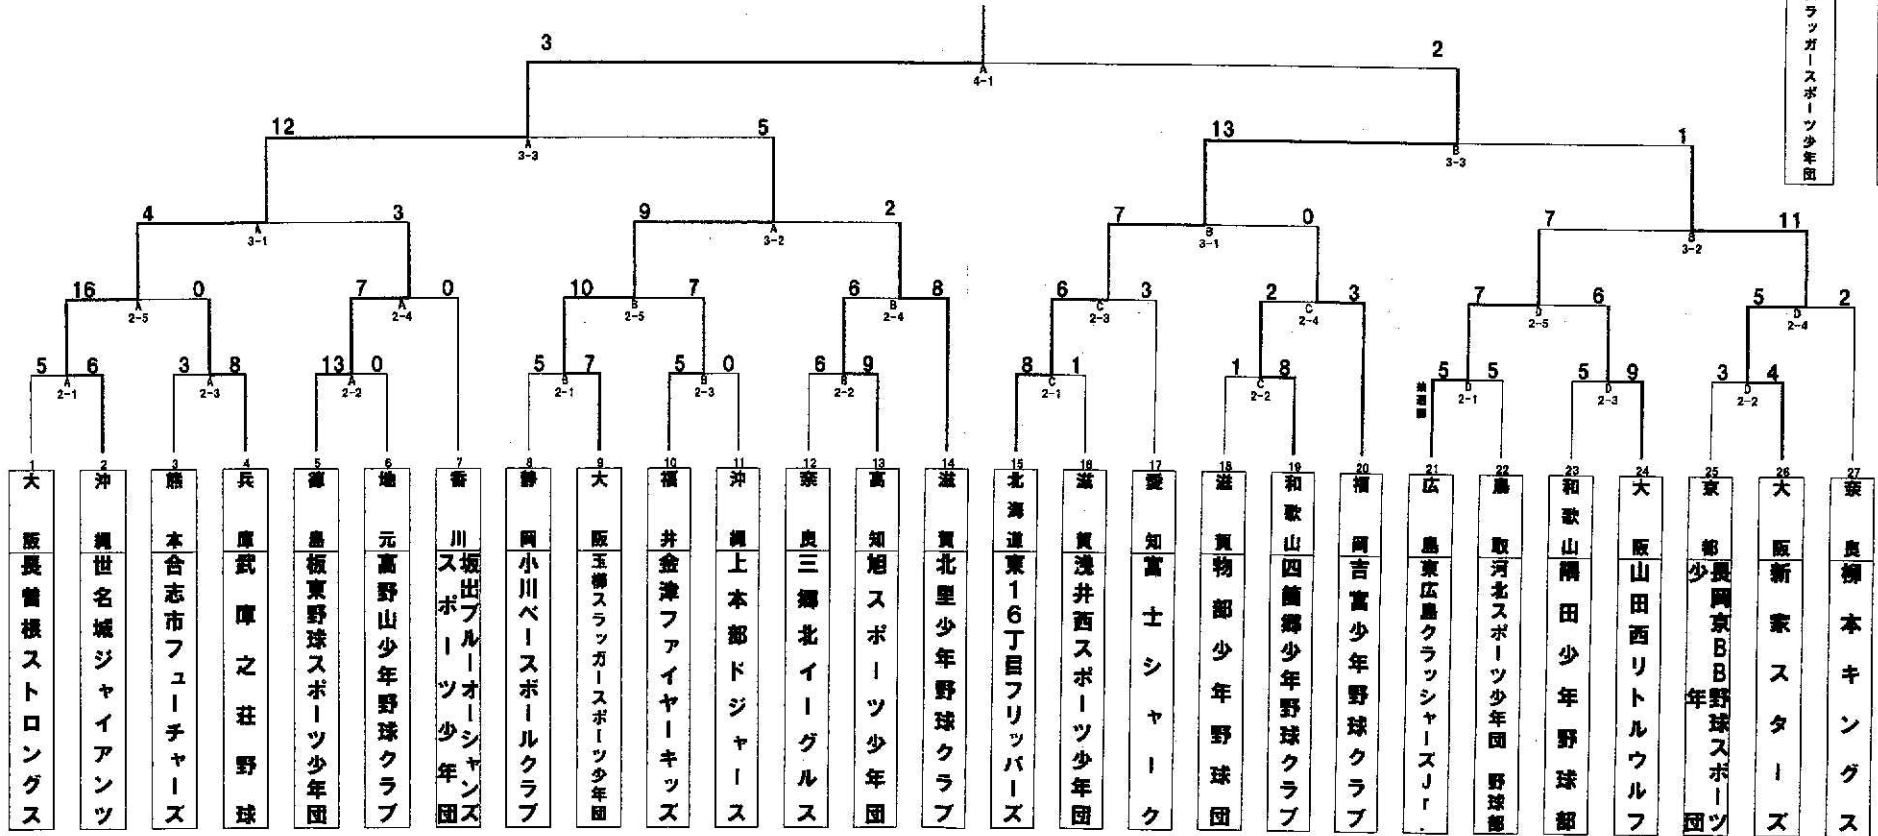 ラッガースポーツ少年団
3 2
A
4-1
12 5 13 1
A B
3-3 3-3
4 3 9 2 7 0 7 11
A A B B
3-1 3-2 3-1 3-2
16 0 7 0 10 7 6 8 6 3 2 3 7 6 5 2
A A B B C C D D
2-5 2-4 2-5 2-4 2-3 2-4 2-5 2-4
5 6 3 8 13 0 5 7 5 0 6 9 8 1 1 8 5 5 5 9 3 4
A A A B B B C C D D D
2-1 2-3 2-2 2-1 2-3 2-2 2-1 2-2 2-1 2-3 2-2
抽選勝
1 大阪 長曽根ストロングス
2 沖縄 世名城ジャイアンツ
3 熊本 合志市フューチャーズ
4 兵庫 武庫之荘野球
5 徳島 板東野球スポーツ少年団
6 地元 高野山少年野球クラブ
7 香川 坂出ブルーオーシャンズスポーツ少年団
8 静岡 小川ベースボールクラブ
9 大阪 玉櫛スラッガースポーツ少年団
10 福井 金津ファイヤーキッズ
11 沖縄 上本部ドジャース
12 奈良 三郷北イーグルス
13 高知 旭スポーツ少年団
14 滋賀 北里少年野球クラブ
15 北海道 東16丁目フリッパーズ
16 滋賀 浅井西スポーツ少年団
17 愛知 富士シャーク
18 滋賀 物部少年野球団
19 和歌山 四箇郷少年野球クラブ
20 福岡 吉富少年野球クラブ
21 広島 東広島クラッシャーズJr.
22 鳥取 河北スポーツ少年団 野球部
23 和歌山 隅田少年野球部
24 大阪 山田西リトルウルフ
25 京都 長岡京BB野球スポーツ少年団
26 大阪 新家スターズ
27 奈良 柳本キングス